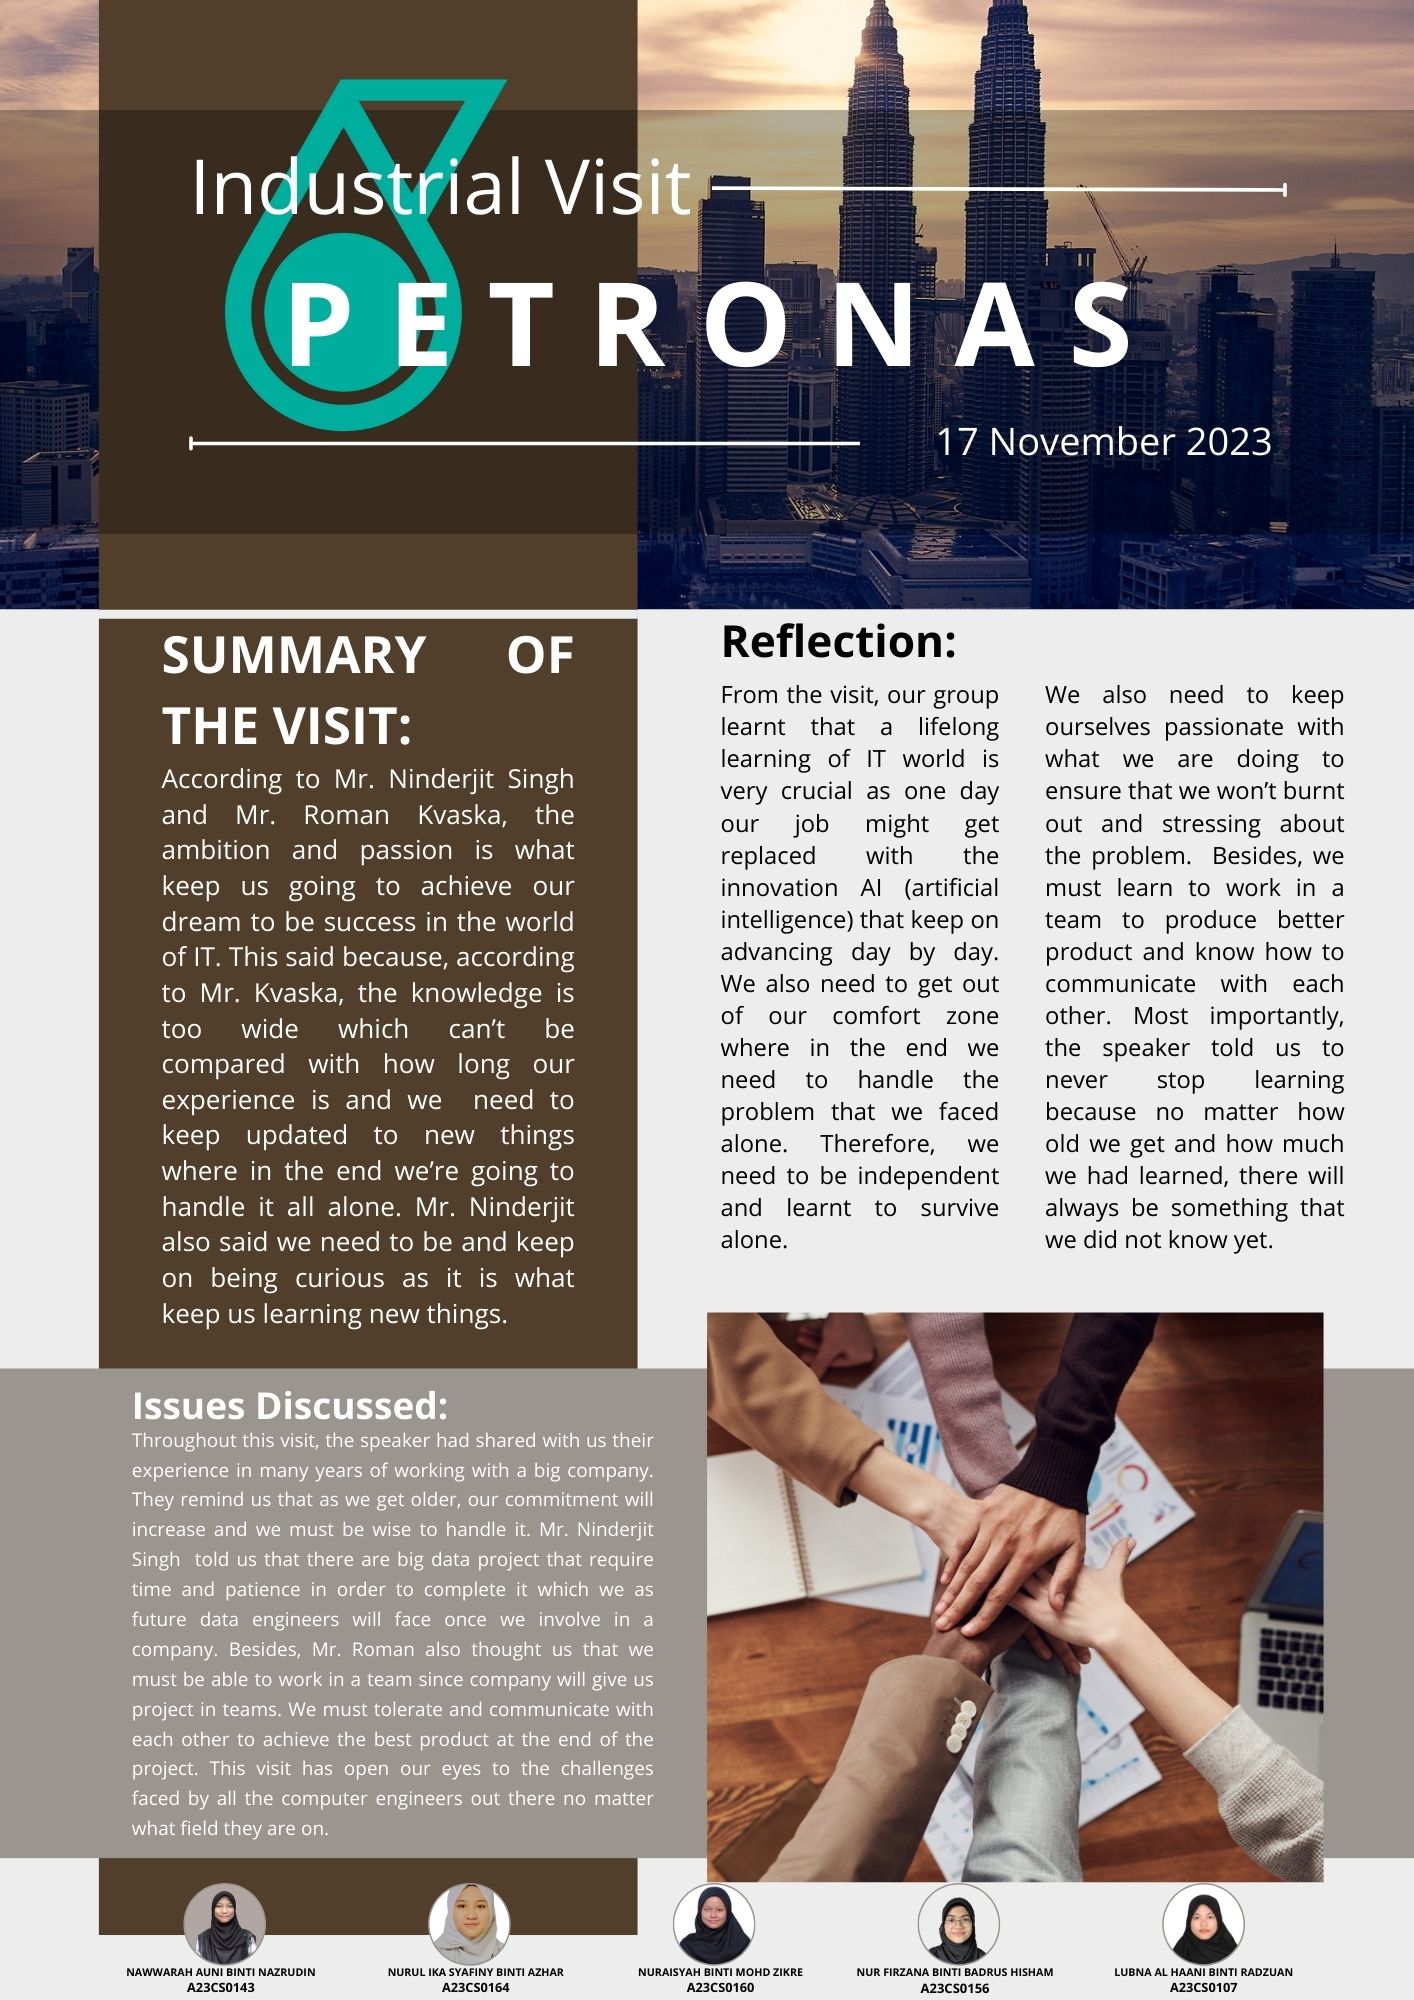 Industrial Visit
PETRONAS
17 November 2023
SUMMARY OF
THE VISIT:
According to Mr. Ninderjit Singh
and Mr. Roman Kvaska, the
ambition and passion is what
keep us going to achieve our
dream to be success in the world
of IT. This said because, according
to Mr. Kvaska, the knowledge is
too wide which can’t be
compared with how long our
experience is and we need to
keep updated to new things
where in the end we’re going to
handle it all alone. Mr. Ninderjit
also said we need to be and keep
on being curious as it is what
keep us learning new things.
Reflection:
From the visit, our group
learnt that a lifelong
learning of IT world is
very crucial as one day
our job might get
replaced with the
innovation AI (artificial
intelligence) that keep on
advancing day by day.
We also need to get out
of our comfort zone
where in the end we
need to handle the
problem that we faced
alone. Therefore, we
need to be independent
and learnt to survive
alone.
We also need to keep
ourselves passionate with
what we are doing to
ensure that we won’t burnt
out and stressing about
the problem. Besides, we
must learn to work in a
team to produce better
product and know how to
communicate with each
other. Most importantly,
the speaker told us to
never stop learning
because no matter how
old we get and how much
we had learned, there will
always be something that
we did not know yet.
Issues Discussed:
Throughout this visit, the speaker had shared with us their
experience in many years of working with a big company.
They remind us that as we get older, our commitment will
increase and we must be wise to handle it. Mr. Ninderjit
Singh told us that there are big data project that require
time and patience in order to complete it which we as
future data engineers will face once we involve in a
company. Besides, Mr. Roman also thought us that we
must be able to work in a team since company will give us
project in teams. We must tolerate and communicate with
each other to achieve the best product at the end of the
project. This visit has open our eyes to the challenges
faced by all the computer engineers out there no matter
what field they are on.
NAWWARAH AUNI BINTI NAZRUDIN
A23CS0143
NURUL IKA SYAFINY BINTI AZHAR
A23CS0164
NURAISYAH BINTI MOHD ZIKRE
A23CS0160
NUR FIRZANA BINTI BADRUS HISHAM
A23CS0156
LUBNA AL HAANI BINTI RADZUAN
A23CS0107